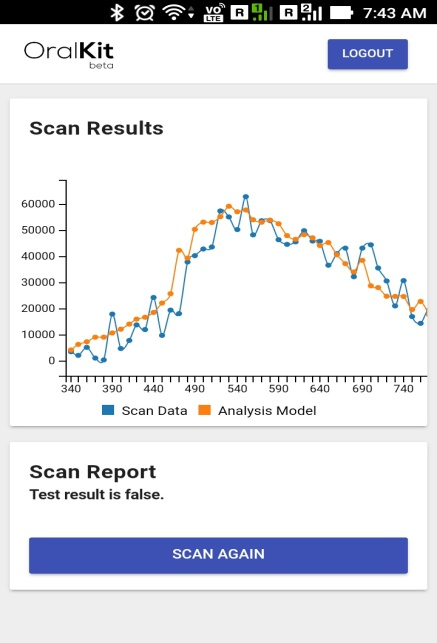 VO LTE R 1 R 2 7:43 AM
OralKit
beta
LOGOUT
Scan Results
60000
50000
40000
30000
20000
10000
0
340 390 440 490 540 590 640 690 740
Scan Data Analysis Model
Scan Report
Test result is false.
SCAN AGAIN